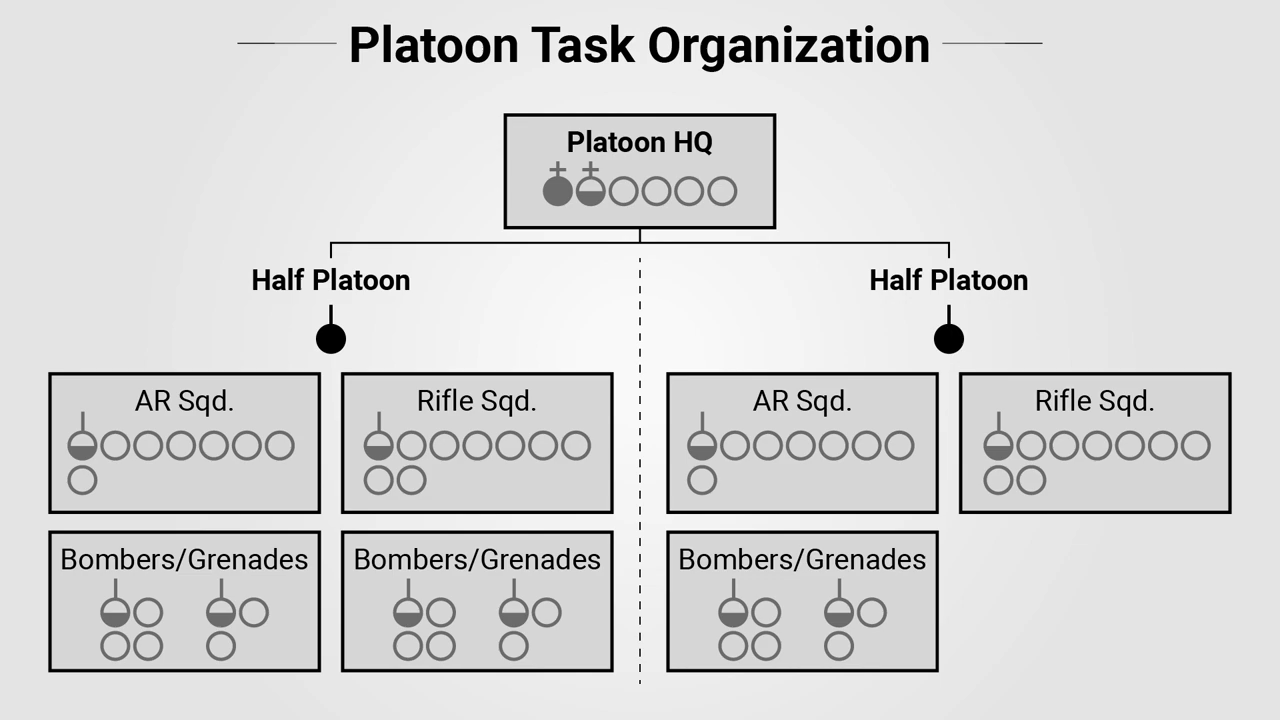 Platoon Task Organization
Platoon HQ
Half Platoon
Half Platoon
AR Sqd.
Rifle Sqd.
AR Sqd.
Rifle Sqd.
Bombers/Grenades
Bombers/Grenades
Bombers/Grenades